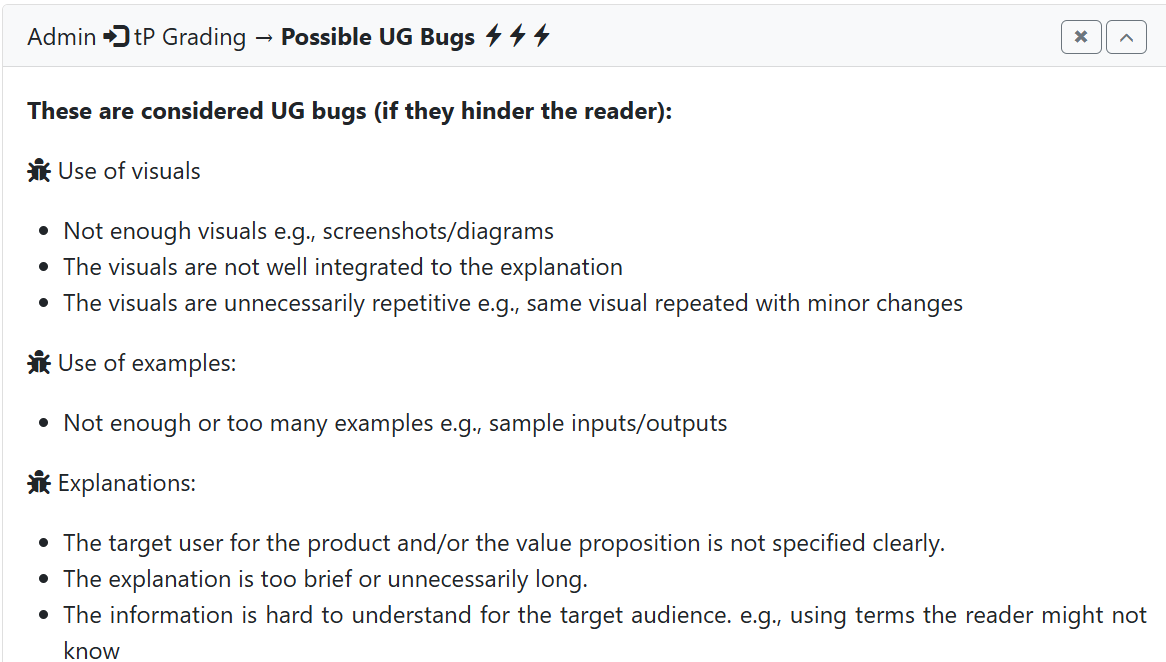 Admin tP Grading → Possible UG Bugs
These are considered UG bugs (if they hinder the reader):
Use of visuals
• Not enough visuals e.g., screenshots/diagrams
• The visuals are not well integrated to the explanation
• The visuals are unnecessarily repetitive e.g., same visual repeated with minor changes
Use of examples:
• Not enough or too many examples e.g., sample inputs/outputs
Explanations:
• The target user for the product and/or the value proposition is not specified clearly.
• The explanation is too brief or unnecessarily long.
• The information is hard to understand for the target audience. e.g., using terms the reader might not
know